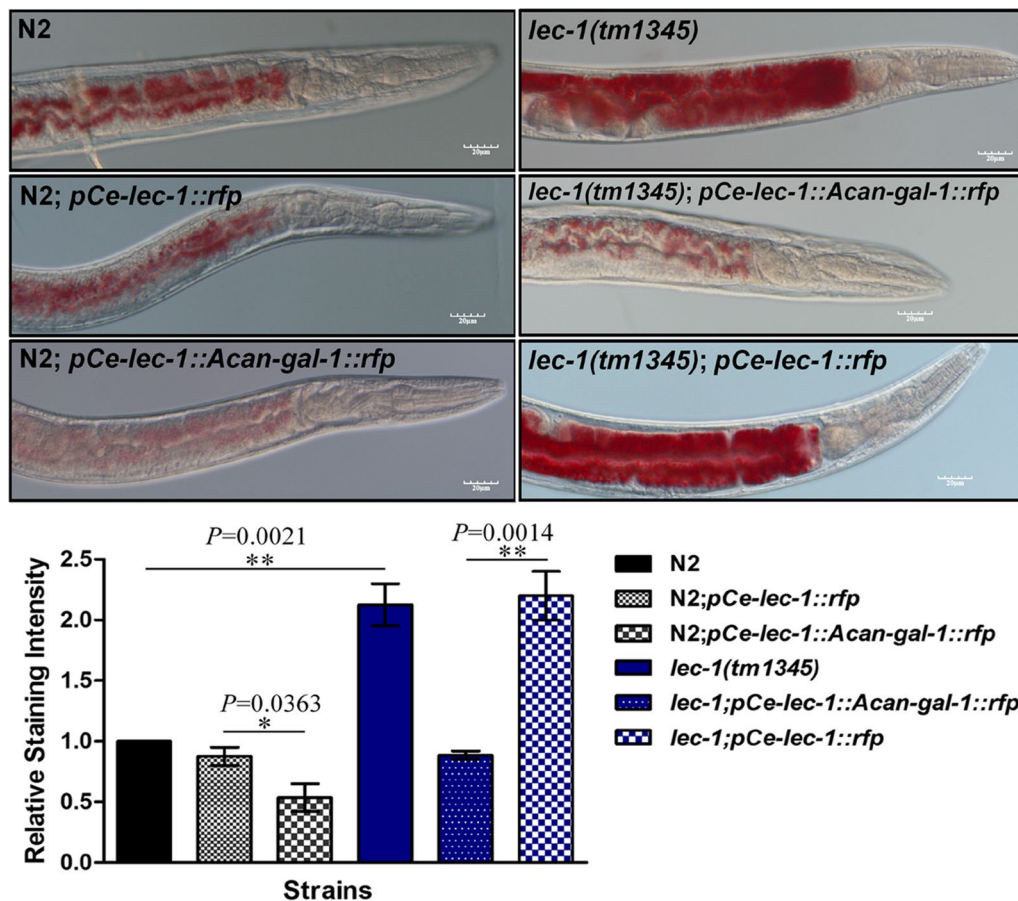 N2
20μm
lec-1(tm1345)
20μm
N2; pCe-lec-1::rfp
20μm
lec-1(tm1345); pCe-lec-1::Acan-gal-1::rfp
20μm
N2; pCe-lec-1::Acan-gal-1::rfp
20μm
lec-1(tm1345); pCe-lec-1::rfp
20μm
P=0.0021
**
P=0.0014
**
P=0.0363
*
2.5
2.0
1.5
1.0
0.5
0.0
Relative Staining Intensity
Strains
N2
N2;pCe-lec-1::rfp
N2;pCe-lec-1::Acan-gal-1::rfp
lec-1(tm1345)
lec-1;pCe-lec-1::Acan-gal-1::rfp
lec-1;pCe-lec-1::rfp